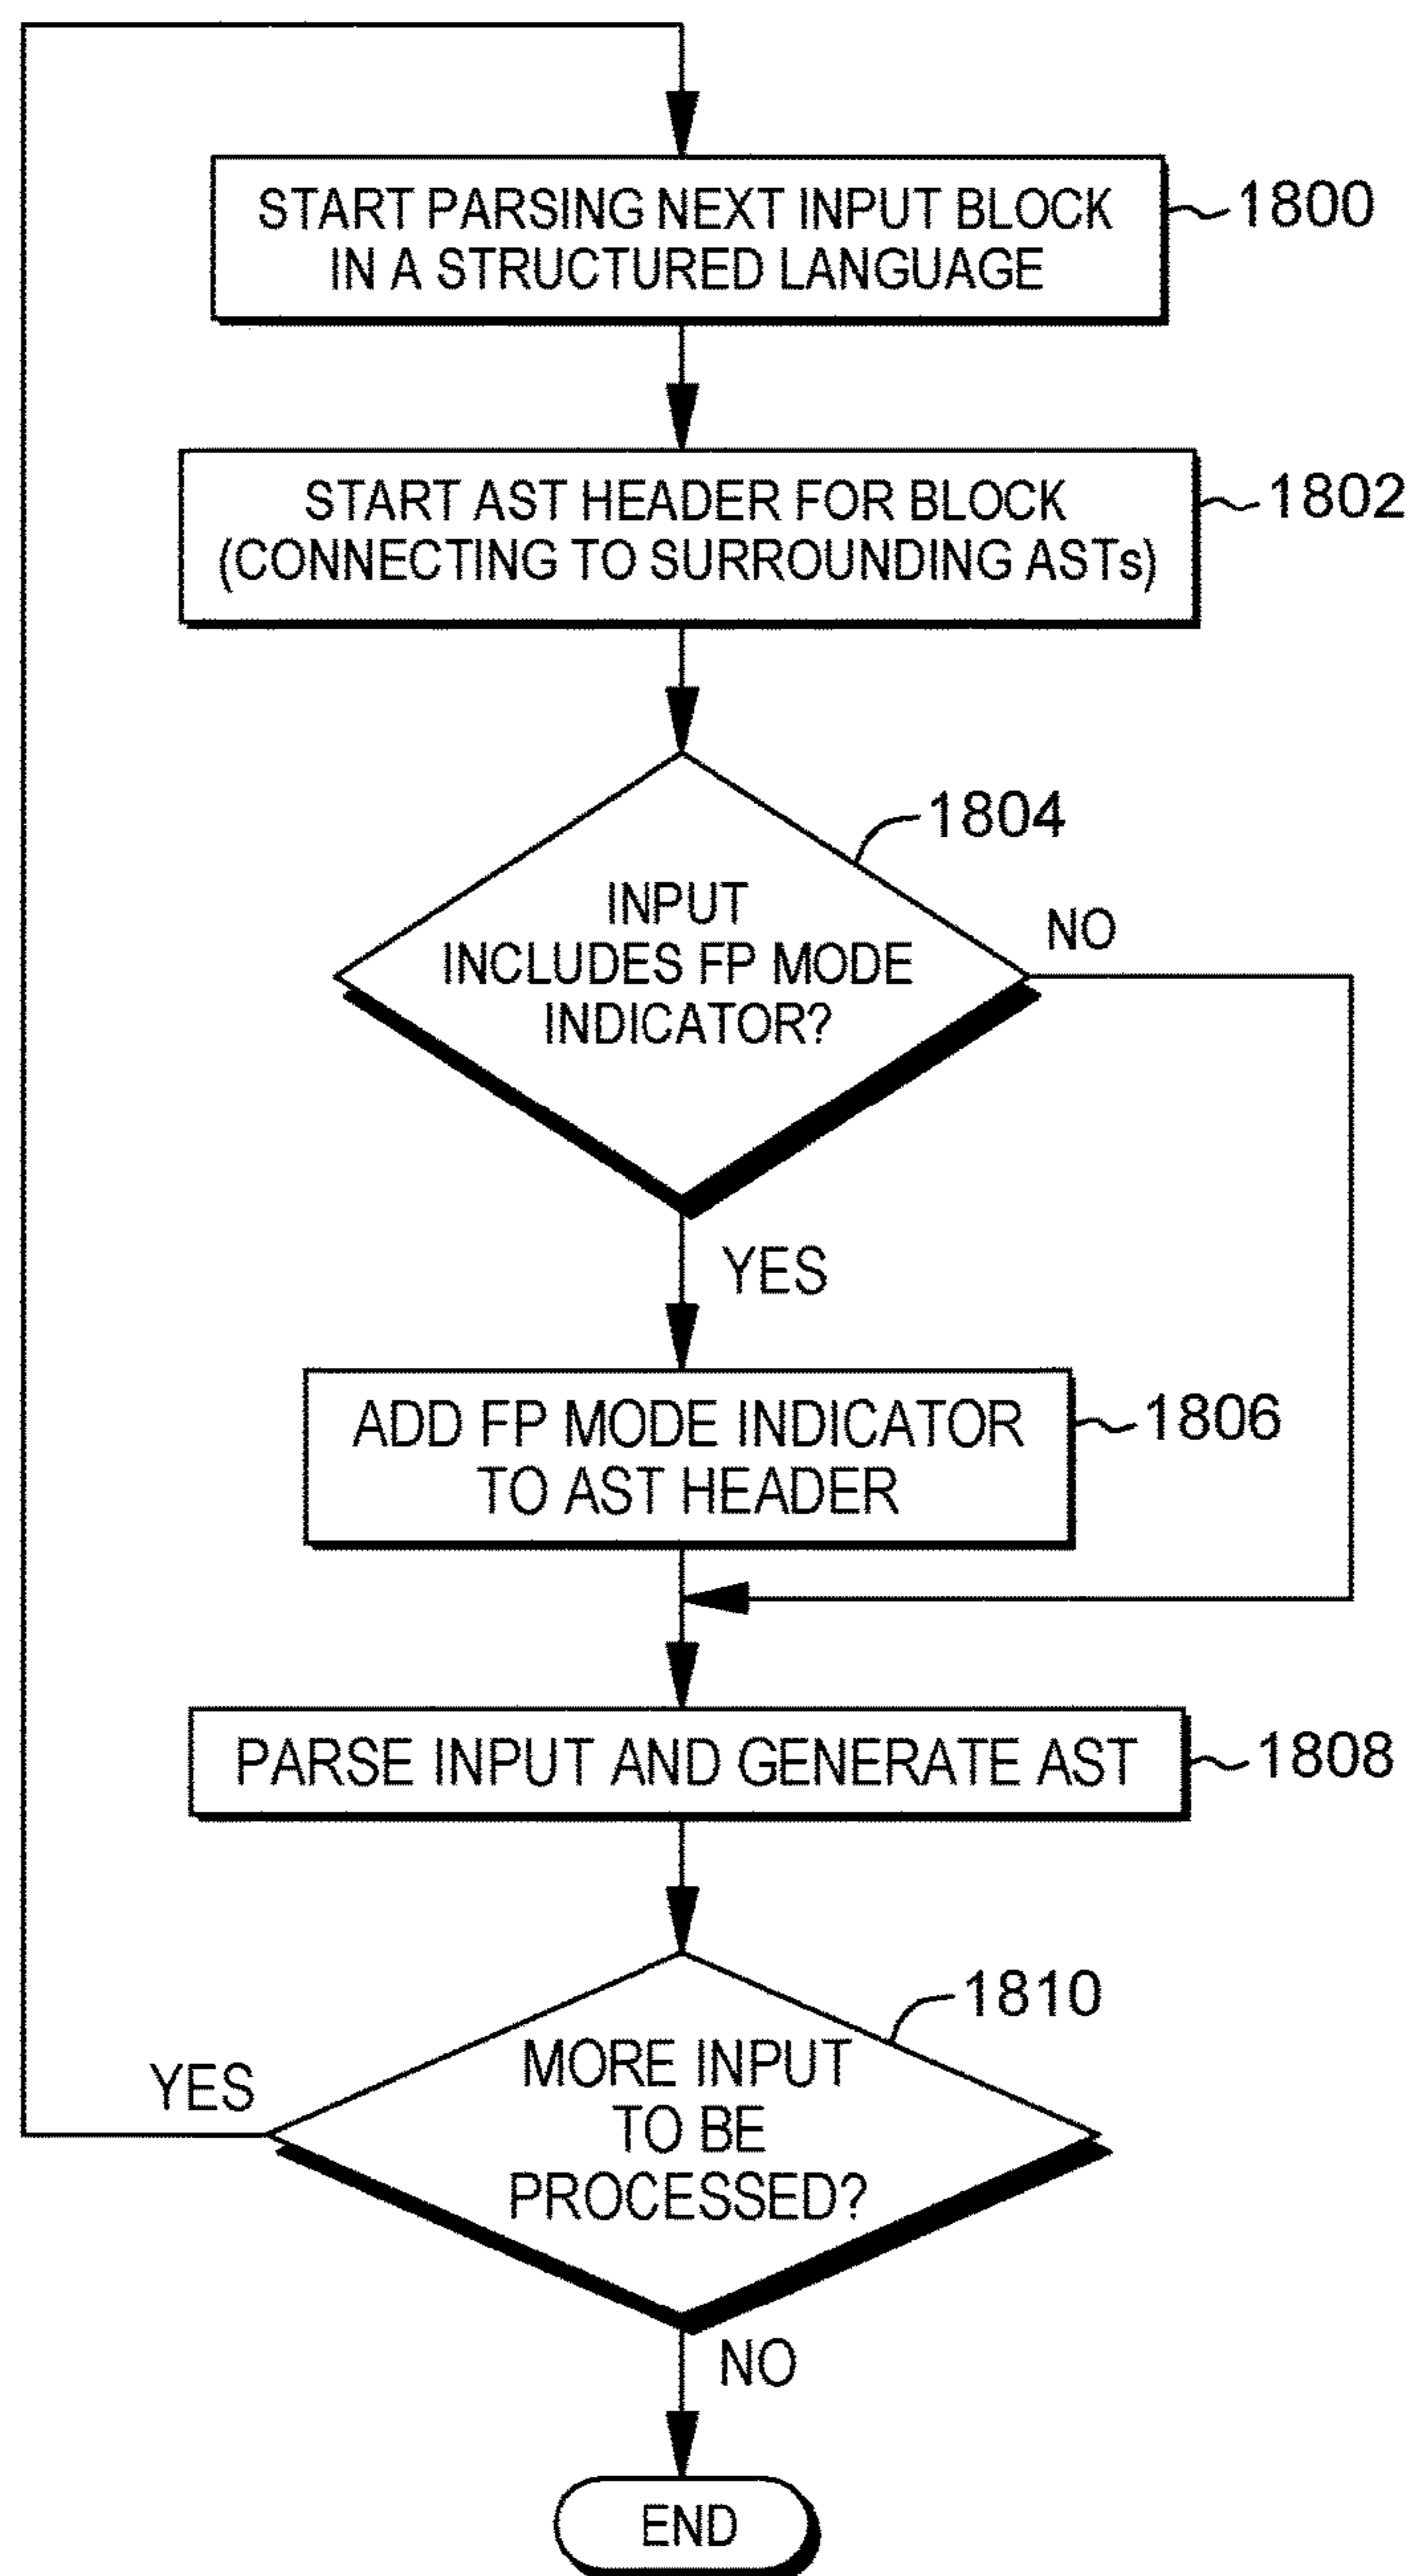 START PARSING NEXT INPUT BLOCK
IN A STRUCTURED LANGUAGE
1800
START AST HEADER FOR BLOCK
(CONNECTING TO SURROUNDING ASTs)
1802
1804
INPUT
INCLUDES FP MODE
INDICATOR?
NO
YES
ADD FP MODE INDICATOR
TO AST HEADER
1806
PARSE INPUT AND GENERATE AST
1808
1810
MORE INPUT
TO BE
PROCESSED?
YES
NO
END